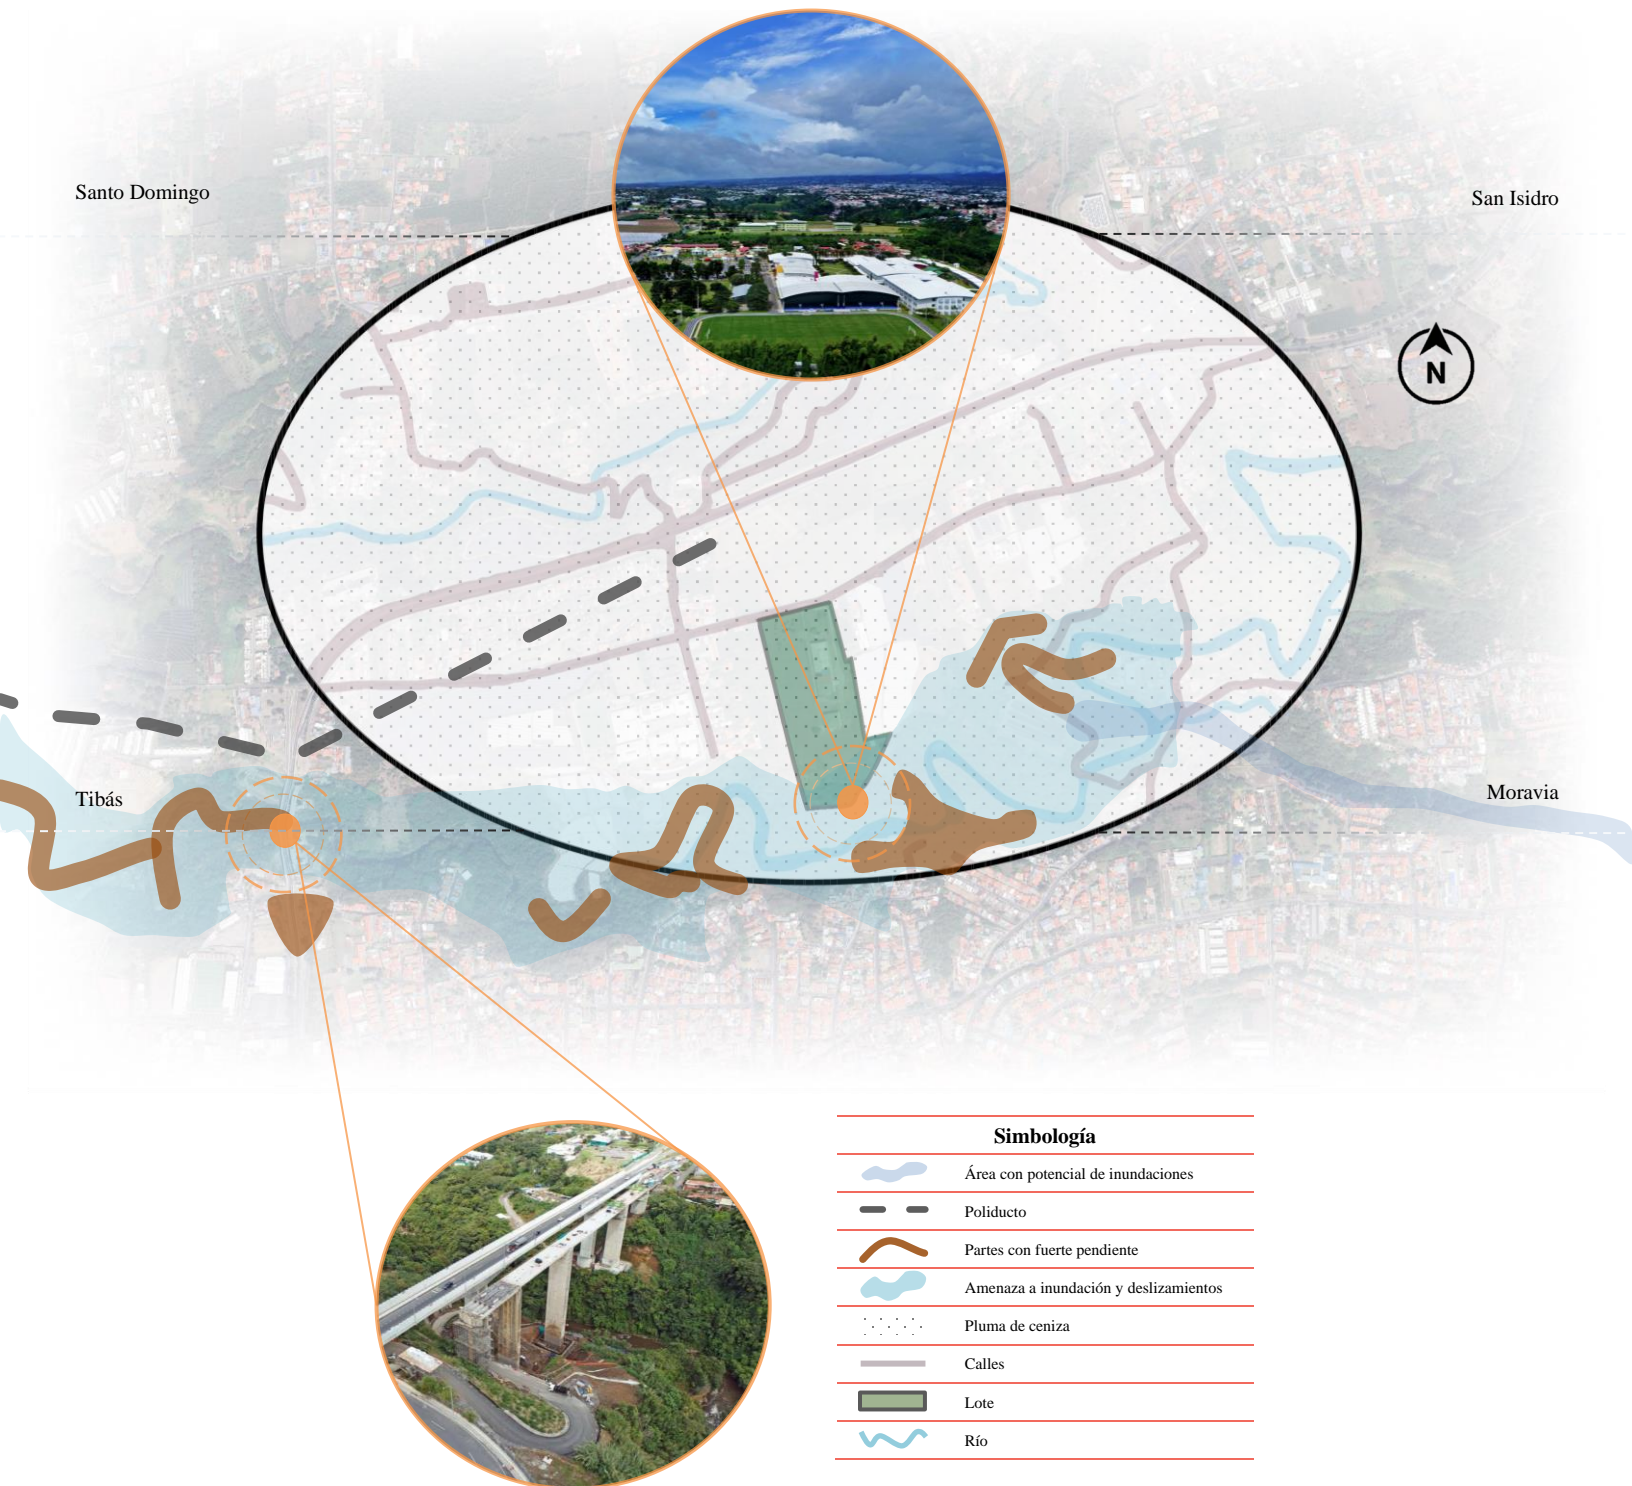 Santo Domingo
San Isidro
N
Tibás
Moravia
Simbología
Área con potencial de inundaciones
Poliducto
Partes con fuerte pendiente
Amenaza a inundación y deslizamientos
Pluma de ceniza
Calles
Lote
Río